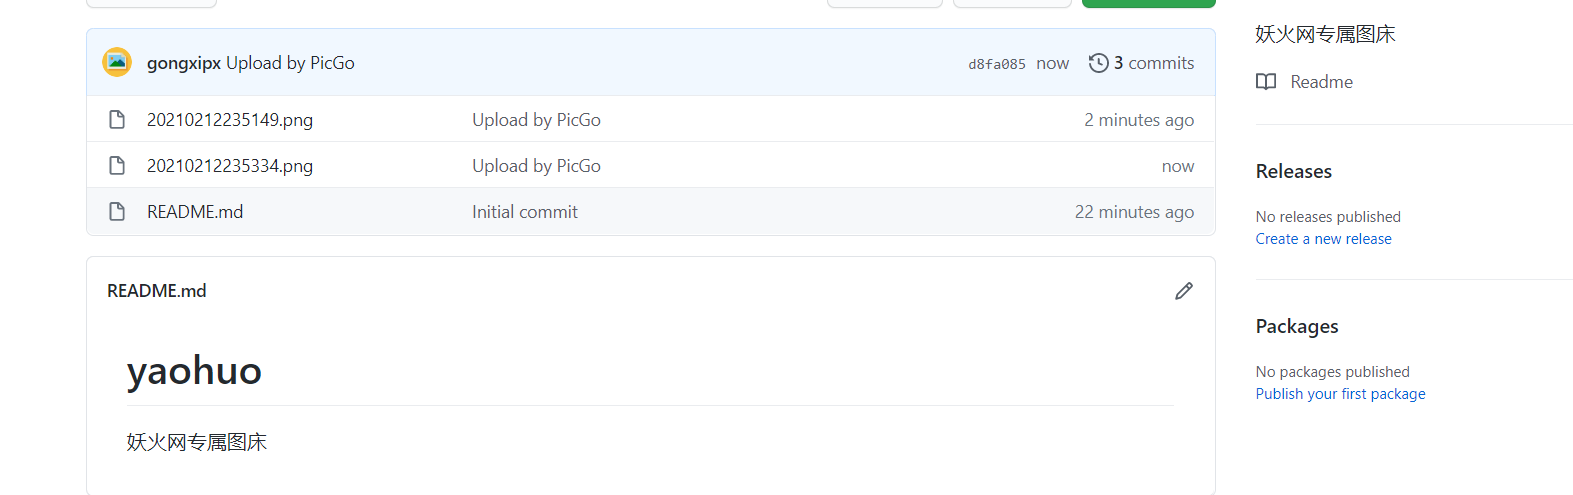 gongxipx Upload by PicGo d8fa085 now 3 commits
20210212235149.png Upload by PicGo 2 minutes ago
20210212235334.png Upload by PicGo now
README.md Initial commit 22 minutes ago
README.md
yaohuo
妖火网专属图床
妖火网专属图床
Readme
Releases
No releases published
Create a new release
Packages
No packages published
Publish your first package